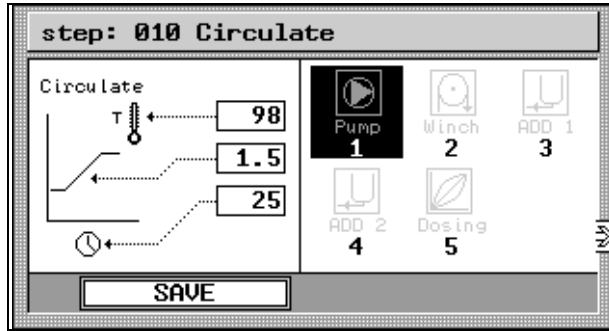 step: 010 Circulate
Circulate
T
98
1.5
25
Pump
1
Winch
2
ADD 1
3
ADD 2
4
Dosing
5
SAVE